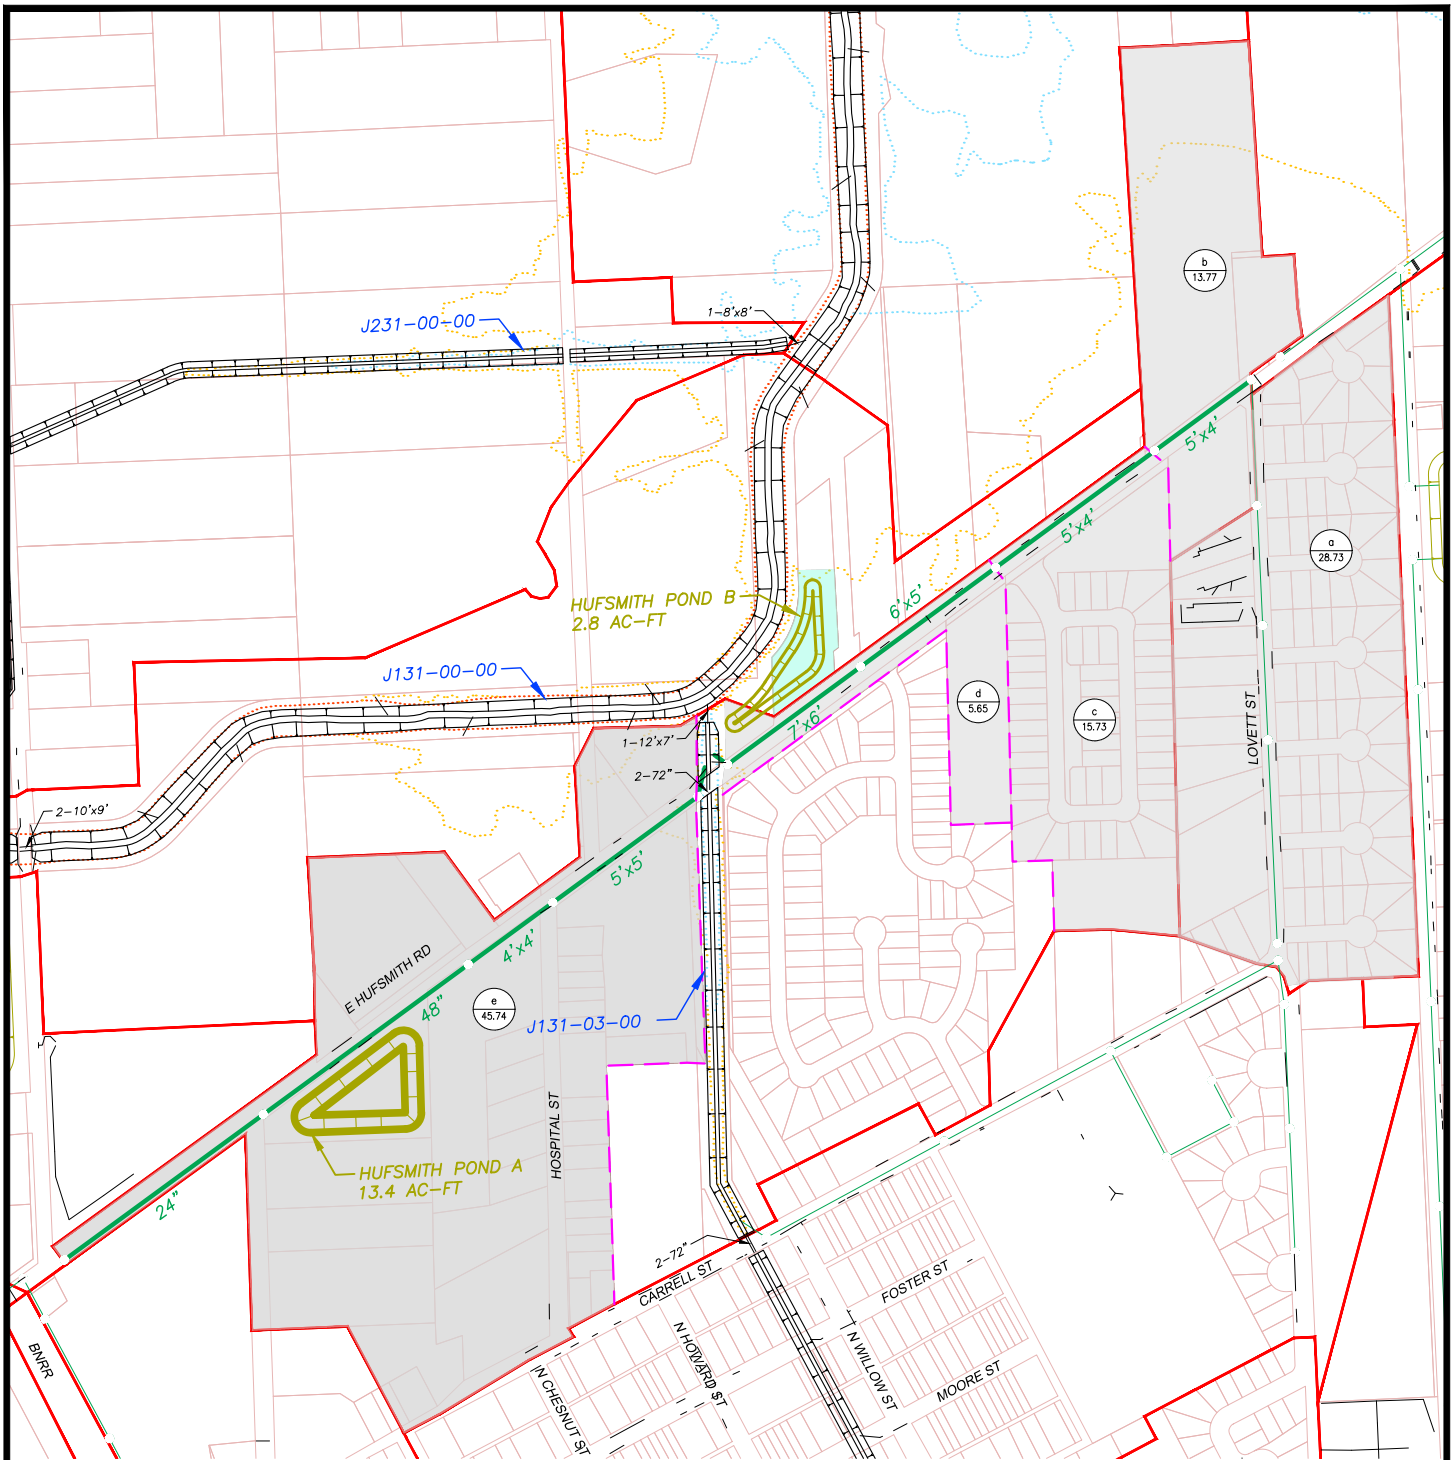 b
13.77
1-8'x8'
J231-00-00
5'x4'
5'x4'
a
28.73
6'x5'
HUFSMITH POND B
2.8 AC-FT
J131-00-00
d
5.65
c
15.73
LOVETT ST
7'x6'
1-12'x7'
2-72"
2-10'x9'
5'x5'
4'x4'
E HUFSMITH RD
48"
e
45.74
J131-03-00
HOSPITAL ST
HUFSMITH POND A
13.4 AC-FT
24"
2-72"
CARRELL ST
FOSTER ST
N HOWARD ST
N WILLOW ST
MOORE ST
N CHESNUT ST
BNRR